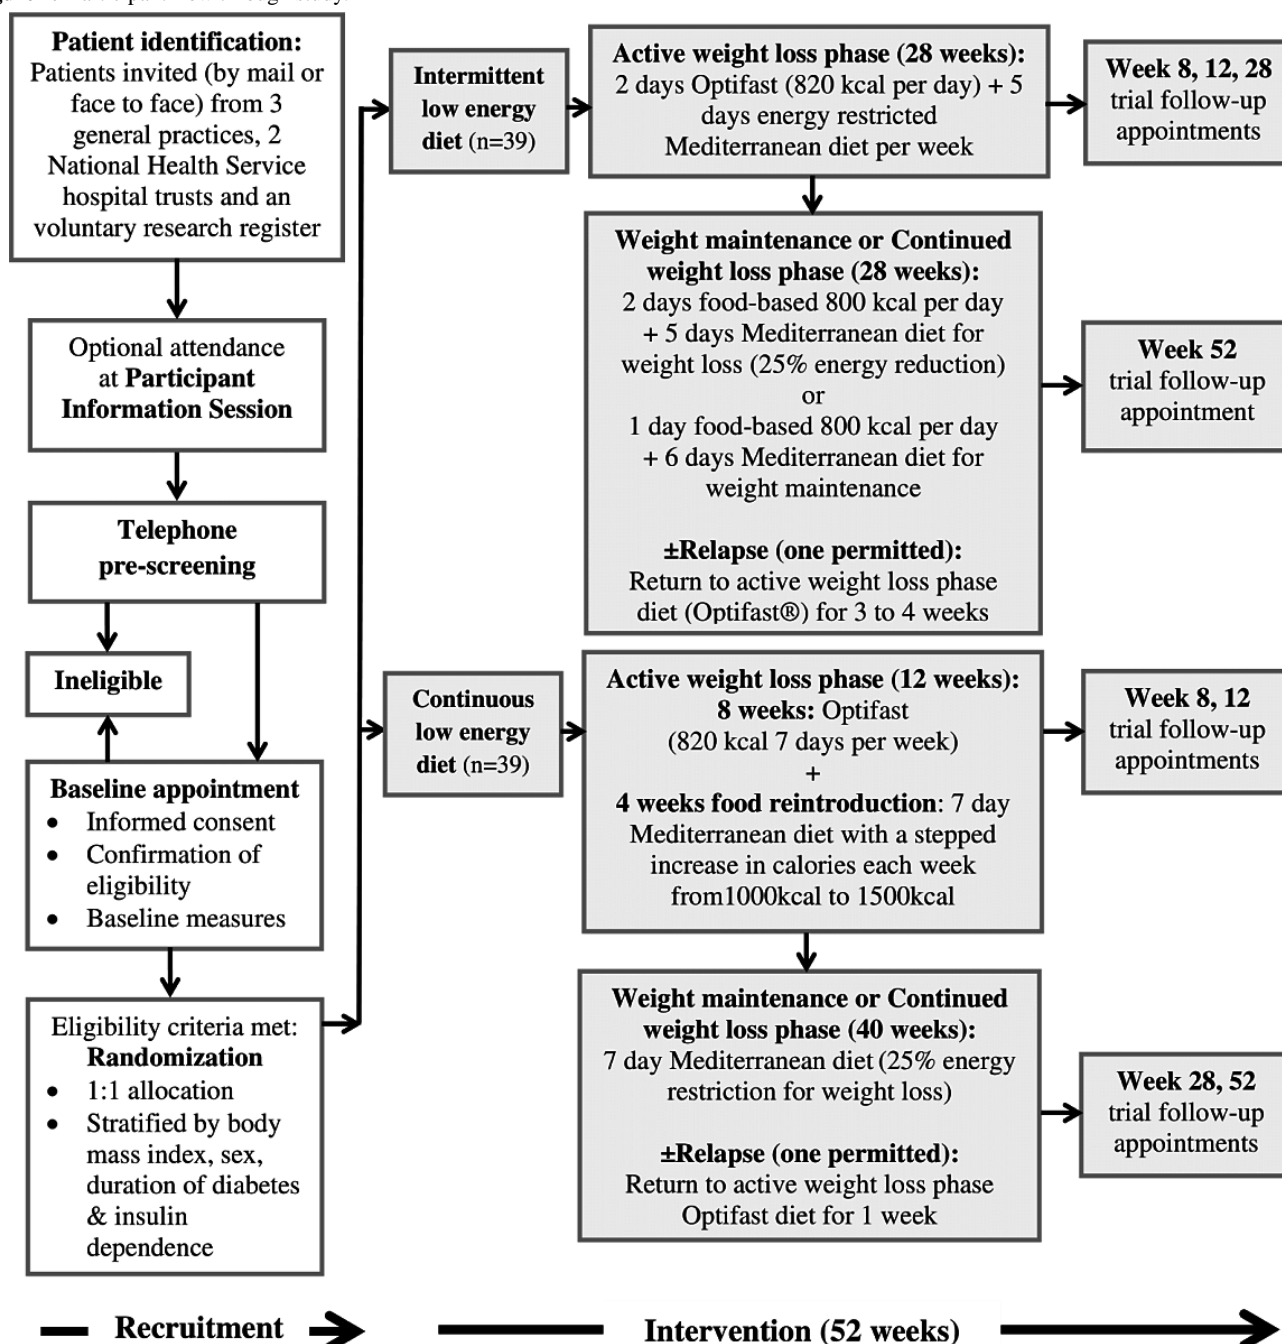 Patient identification:
Patients invited (by mail or
face to face) from 3
general practices, 2
National Health Service
hospital trusts and an
voluntary research register
Optional attendance
at Participant
Information Session
Telephone
pre-screening
Ineligible
Baseline appointment
• Informed consent
• Confirmation of
eligibility
• Baseline measures
Eligibility criteria met:
Randomization
• 1:1 allocation
• Stratified by body
mass index, sex,
duration of diabetes
& insulin
dependence
Intermittent
low energy
diet (n=39)
Active weight loss phase (28 weeks):
2 days Optifast (820 kcal per day) + 5
days energy restricted
Mediterranean diet per week
Week 8, 12, 28
trial follow-up
appointments
Weight maintenance or Continued
weight loss phase (28 weeks):
2 days food-based 800 kcal per day
+ 5 days Mediterranean diet for
weight loss (25% energy reduction)
or
1 day food-based 800 kcal per day
+ 6 days Mediterranean diet for
weight maintenance
±Relapse (one permitted):
Return to active weight loss phase
diet (Optifast®) for 3 to 4 weeks
Week 52
trial follow-up
appointment
Continuous
low energy
diet (n=39)
Active weight loss phase (12 weeks):
8 weeks: Optifast
(820 kcal 7 days per week)
+
4 weeks food reintroduction: 7 day
Mediterranean diet with a stepped
increase in calories each week
from1000kcal to 1500kcal
Week 8, 12
trial follow-up
appointments
Weight maintenance or Continued
weight loss phase (40 weeks):
7 day Mediterranean diet (25% energy
restriction for weight loss)
±Relapse (one permitted):
Return to active weight loss phase
Optifast diet for 1 week
Week 28, 52
trial follow-up
appointments
Recruitment
Intervention (52 weeks)